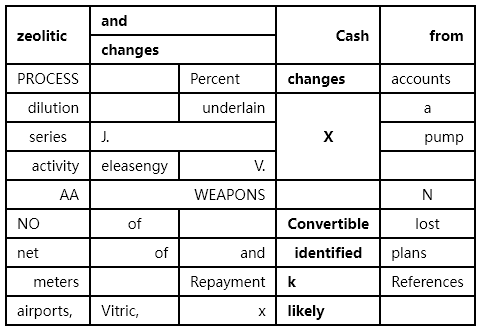 zeolitic and Cash from
changes
PROCESS Percent changes accounts
dilution underlain a
series J. X pump
activity eleasengy V.
AA WEAPONS N
NO of Convertible lost
net of and identified plans
meters Repayment k References
airports, Vitric, x likely